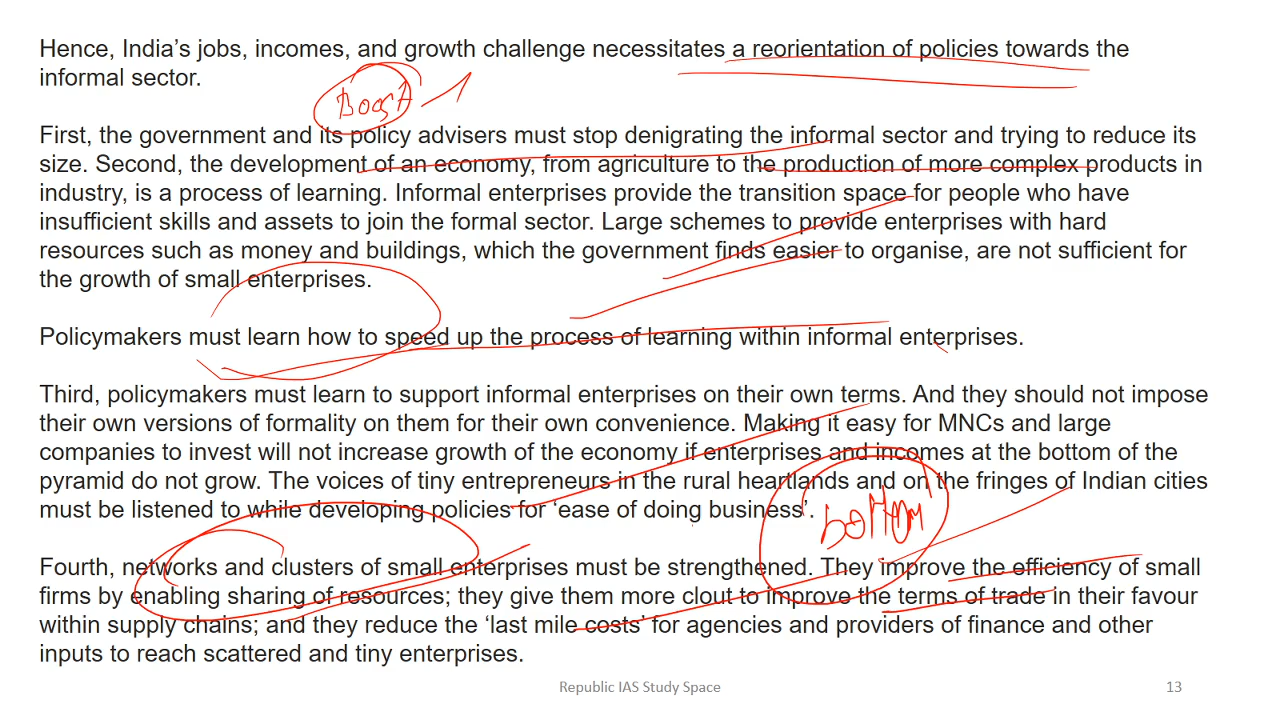 Hence, India’s jobs, incomes, and growth challenge necessitates a reorientation of policies towards the
informal sector.
Boost
First, the government and its policy advisers must stop denigrating the informal sector and trying to reduce its
size. Second, the development of an economy, from agriculture to the production of more complex products in
industry, is a process of learning. Informal enterprises provide the transition space for people who have
insufficient skills and assets to join the formal sector. Large schemes to provide enterprises with hard
resources such as money and buildings, which the government finds easier to organise, are not sufficient for
the growth of small enterprises.
Policymakers must learn how to speed up the process of learning within informal enterprises.
Third, policymakers must learn to support informal enterprises on their own terms. And they should not impose
their own versions of formality on them for their own convenience. Making it easy for MNCs and large
companies to invest will not increase growth of the economy if enterprises and incomes at the bottom of the
pyramid do not grow. The voices of tiny entrepreneurs in the rural heartlands and on the fringes of Indian cities
must be listened to while developing policies for ‘ease of doing business’.
bottom
Fourth, networks and clusters of small enterprises must be strengthened. They improve the efficiency of small
firms by enabling sharing of resources; they give them more clout to improve the terms of trade in their favour
within supply chains; and they reduce the ‘last mile costs’ for agencies and providers of finance and other
inputs to reach scattered and tiny enterprises.
Republic IAS Study Space
13